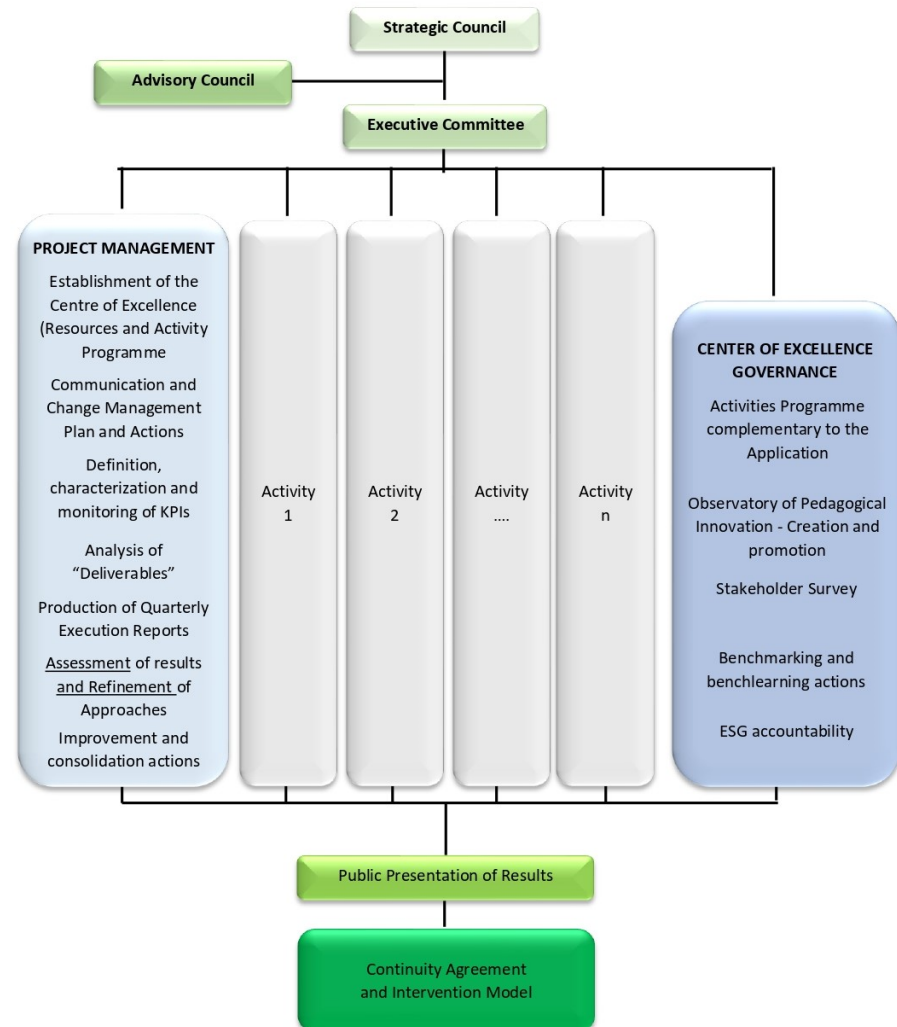 Strategic Council
Advisory Council
Executive Committee
PROJECT MANAGEMENT
Establishment of the
Centre of Excellence
(Resources and Activity
Programme
Communication and
Change Management
Plan and Actions
Definition,
characterization and
monitoring of KPIs
Analysis of
“Deliverables”
Production of Quarterly
Execution Reports
Assessment of results
and Refinement of
Approaches
Improvement and
consolidation actions
Activity
1
Activity
2
Activity
....
Activity
n
CENTER OF EXCELLENCE
GOVERNANCE
Activities Programme
complementary to the
Application
Observatory of Pedagogical
Innovation - Creation and
promotion
Stakeholder Survey
Benchmarking and
benchlearning actions
ESG accountability
Public Presentation of Results
Continuity Agreement
and Intervention Model